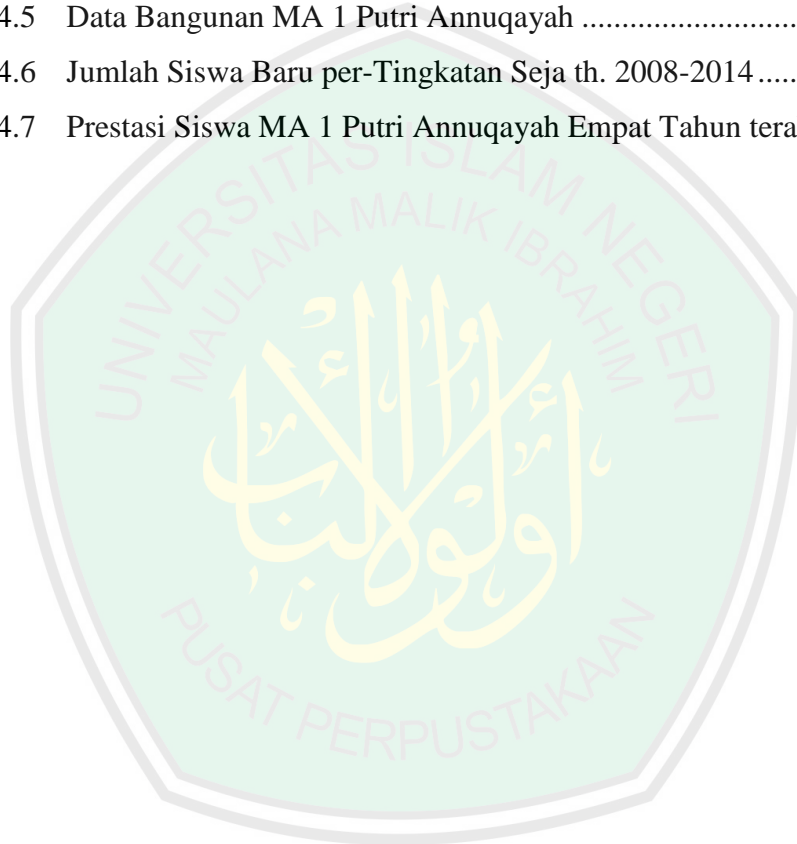 4.5 Data Bangunan MA 1 Putri Annuqayah ...........................
4.6 Jumlah Siswa Baru per-Tingkatan Seja th. 2008-2014 .....
4.7 Prestasi Siswa MA 1 Putri Annuqayah Empat Tahun tera
UNIVERSITAS ISLAM NEGERI
MAULANA MALIK IBRAHIM
أولو الألباب
PUSAT PERPUSTAKAAN